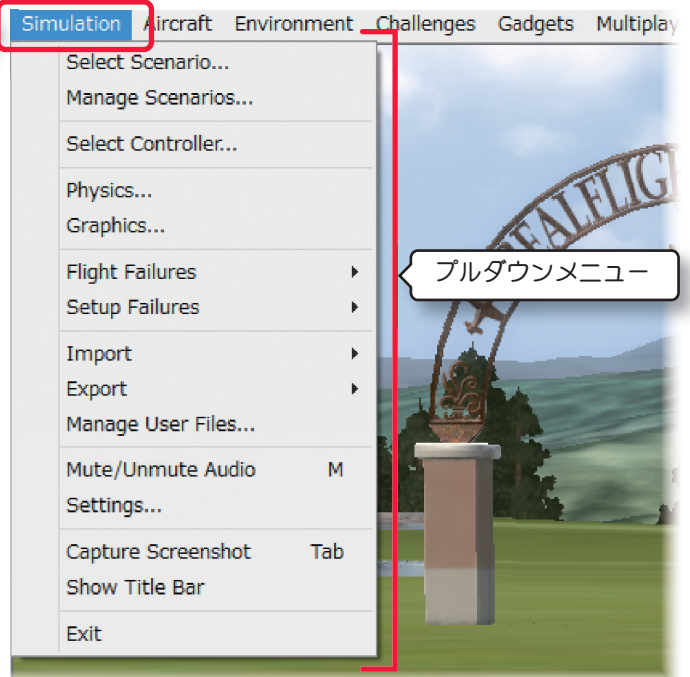 Simulation Aircraft Environment Challenges Gadgets Multiplay
Select Scenario...
Manage Scenarios...
Select Controller...
Physics...
Graphics...
Flight Failures
Setup Failures
Import
Export
Manage User Files...
Mute/Unmute Audio M
Settings...
Capture Screenshot Tab
Show Title Bar
Exit
プルダウンメニュー
REALFLIG